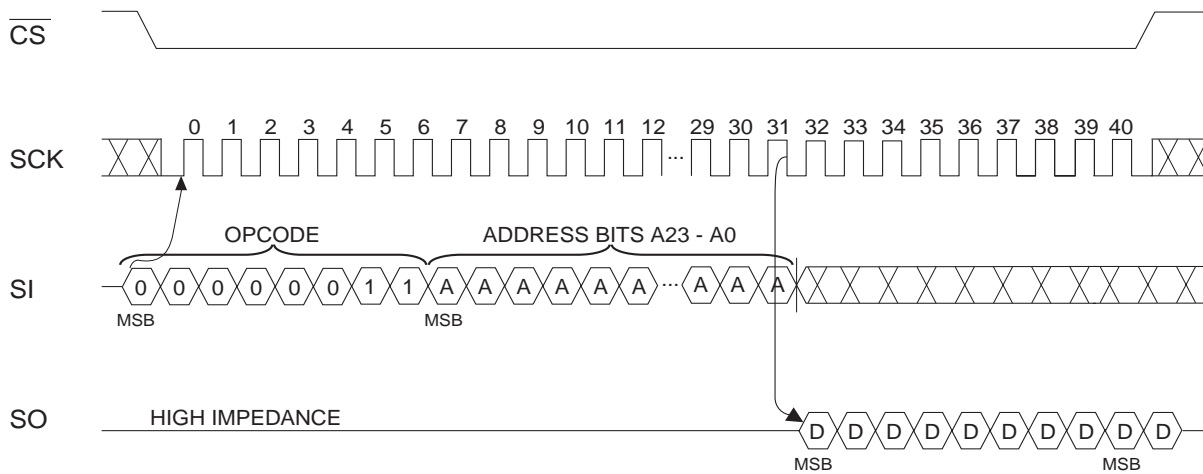 CS
0 1 2 3 4 5 6 7 8 9 10 11 12 29 30 31 32 33 34 35 36 37 38 39 40
SCK ...
OPCODE ADDRESS BITS A23 - A0
SI 0 0 0 0 0 0 1 1 A A A A A A ... A A A
MSB MSB
HIGH IMPEDANCE
SO D D D D D D D D D D
MSB MSB